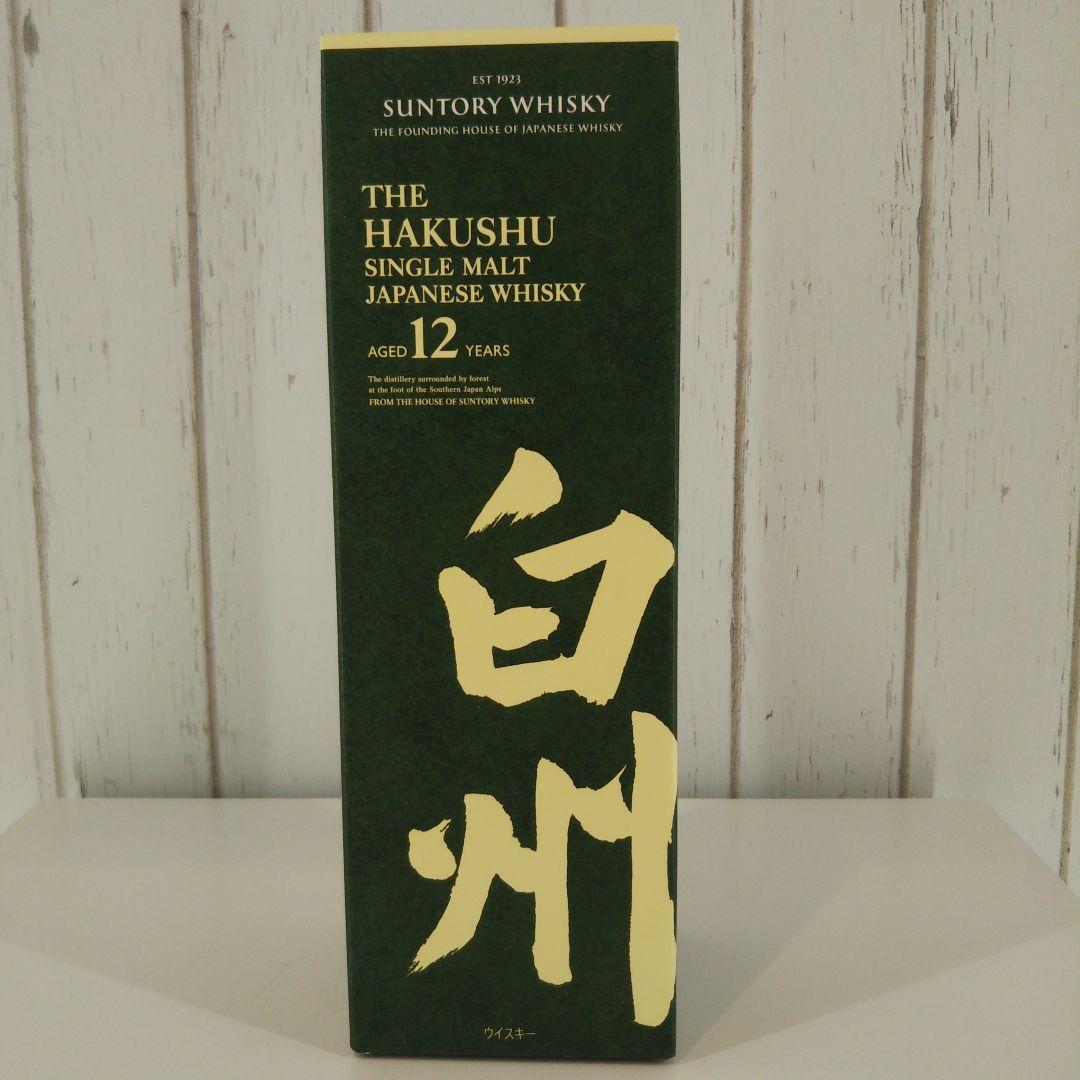 EST 1923
SUNTORY WHISKY
THE FOUNDING HOUSE OF JAPANESE WHISKY
THE
HAKUSHU
SINGLE MALT
JAPANESE WHISKY
AGED 12 YEARS
The distillery surrounded by forest
at the foot of the Southern Japan Alps
FROM THE HOUSE OF SUNTORY WHISKY
白州
ウイスキー